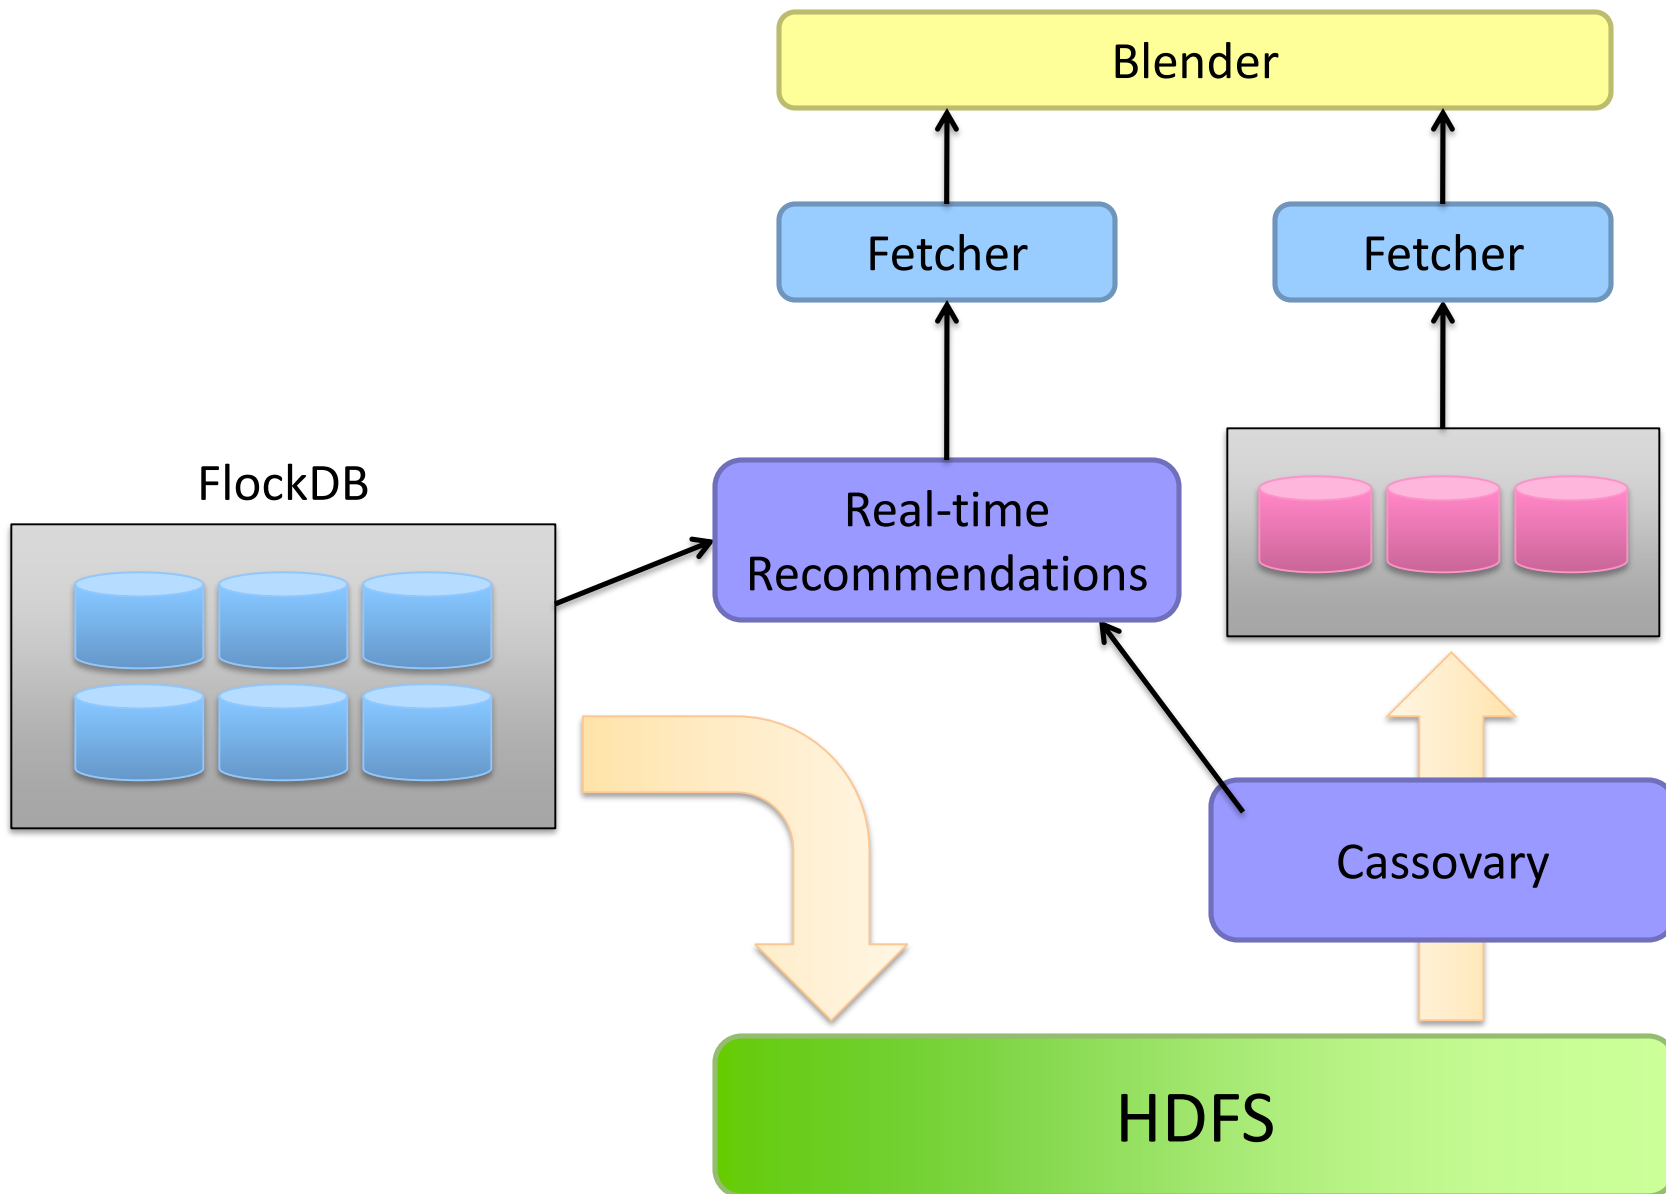 Blender
Fetcher
Fetcher
FlockDB
Real-time
Recommendations
Cassovary
HDFS